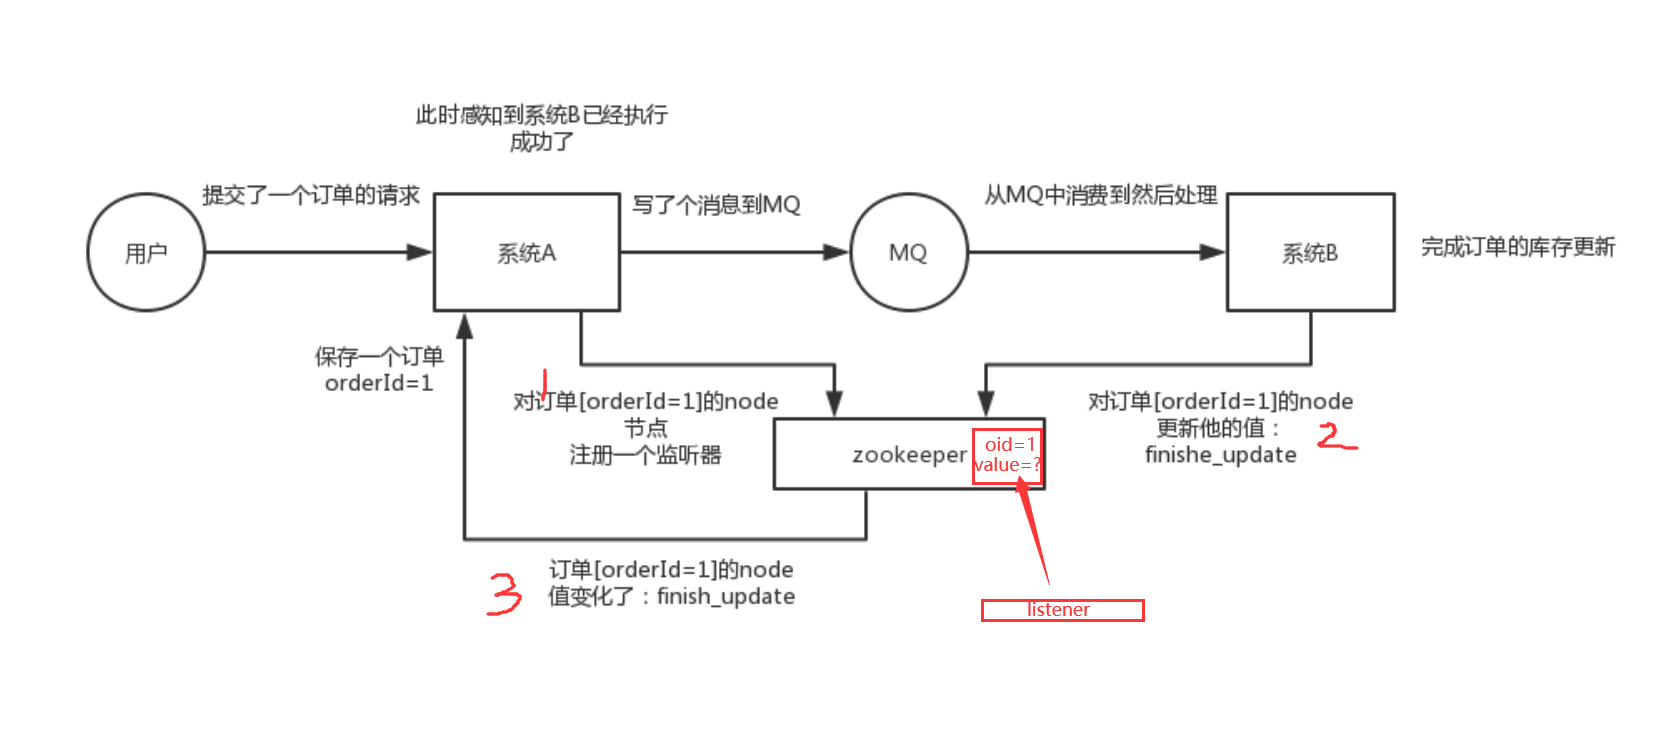 此时感知到系统B已经执行
成功了
提交了一个订单的请求
写了个消息到MQ
从MQ中消费到然后处理
用户
系统A
MQ
系统B
完成订单的库存更新
保存一个订单
orderId=1
1
对订单[orderId=1]的node
节点
注册一个监听器
zookeeper
oid=1
value=?
对订单[orderId=1]的node
更新他的值：
finishe_update
2
订单[orderId=1]的node
值变化了：finish_update
3
listener